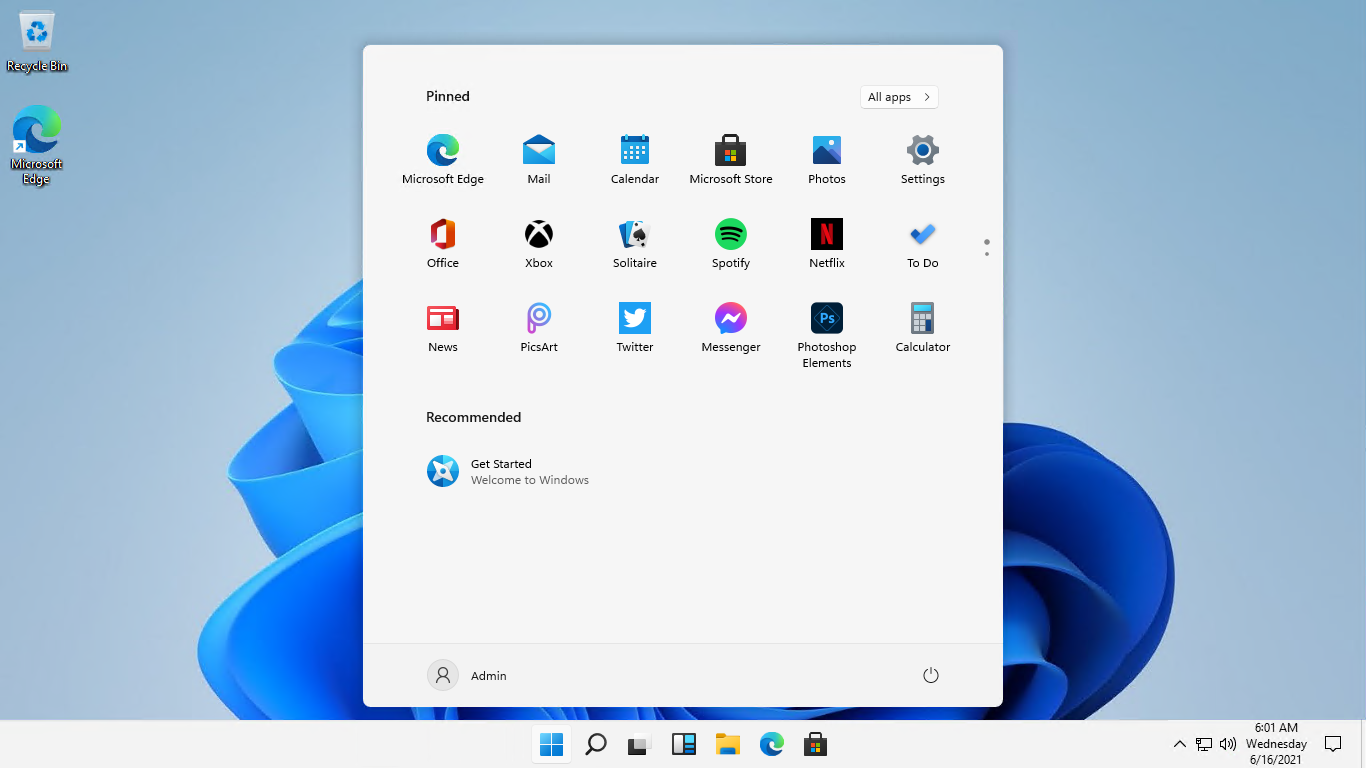 Recycle Bin
Microsoft
Edge
Pinned
All apps
Microsoft Edge
Mail
Calendar
Microsoft Store
Photos
Settings
Office
Xbox
Solitaire
Spotify
N
Netflix
To Do
News
PicsArt
Twitter
Messenger
Ps
Photoshop
Elements
Calculator
Recommended
Get Started
Welcome to Windows
Admin
6:01 AM
Wednesday
6/16/2021